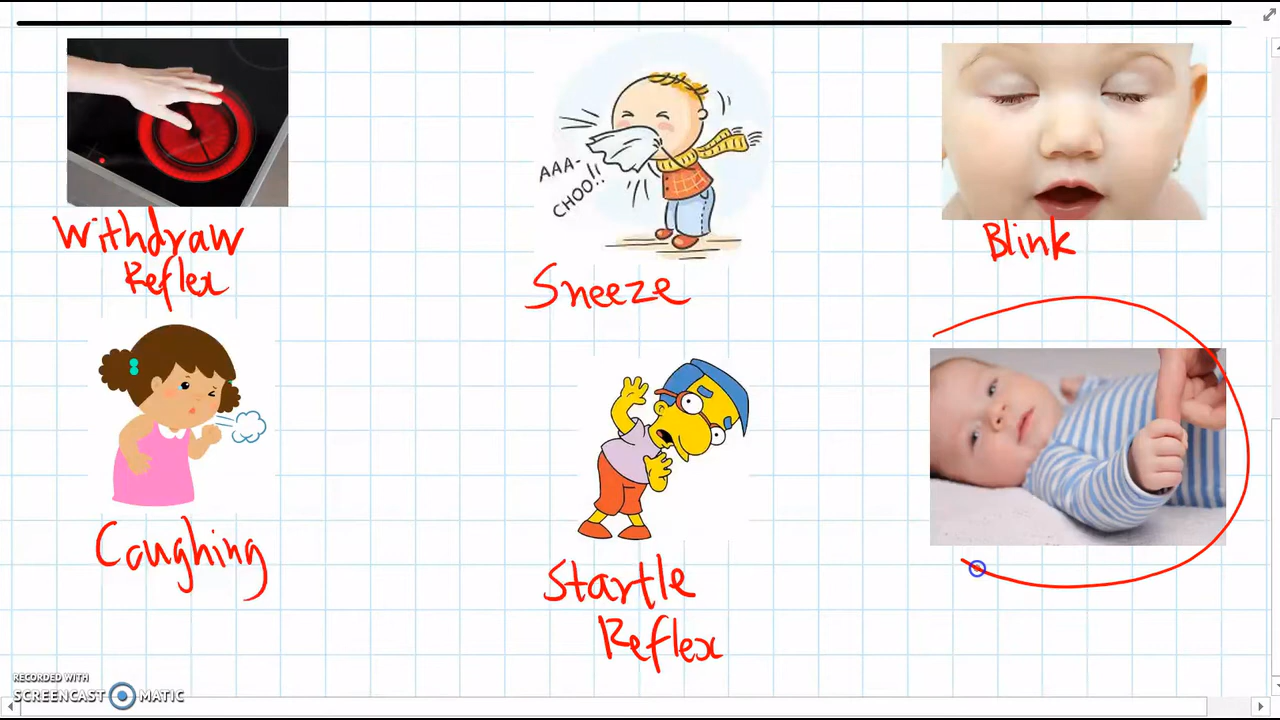 AAA-
CHOO!!
Withdraw
Reflex
Sneeze
Blink
Coughing
Startle
Reflex
RECORDED WITH
SCREENCAST MATIC